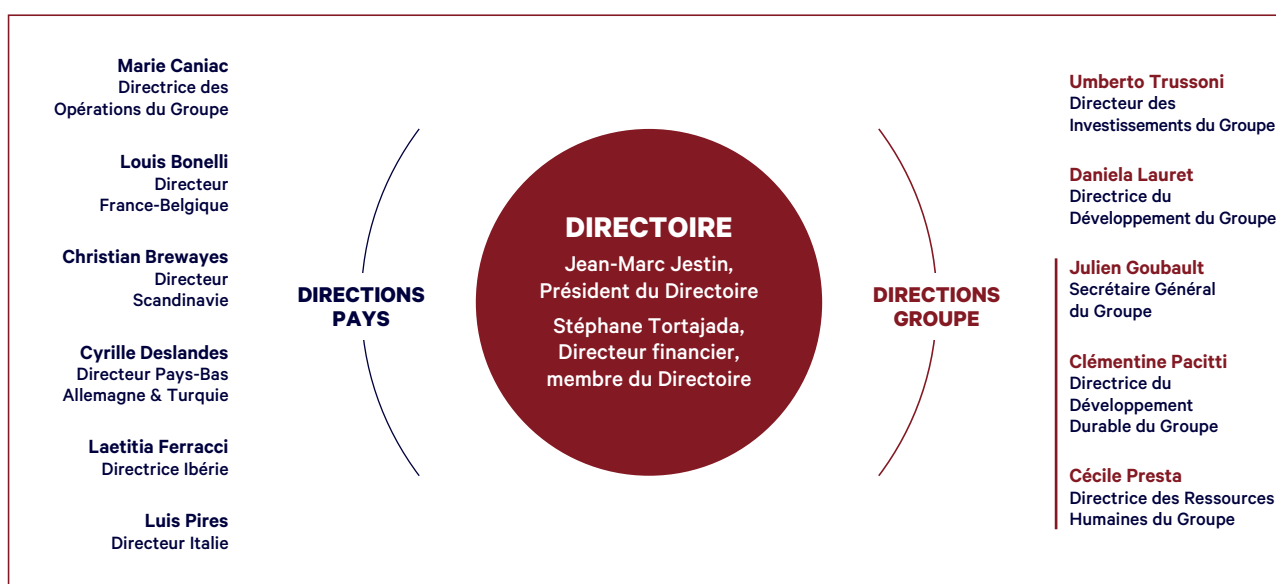 Marie Caniac
Directrice des
Opérations du Groupe
Louis Bonelli
Directeur
France-Belgique
Christian Brewayes
Directeur
Scandinavie
Cyrille Deslandes
Directeur Pays-Bas
Allemagne & Turquie
Laetitia Ferracci
Directrice Ibérie
Luis Pires
Directeur Italie
DIRECTIONS
PAYS
DIRECTOIRE
Jean-Marc Jestin,
Président du Directoire
Stéphane Tortajada,
Directeur financier,
membre du Directoire
DIRECTIONS
GROUPE
Umberto Trussoni
Directeur des
Investissements du Groupe
Daniela Lauret
Directrice du
Développement du Groupe
Julien Goubault
Secrétaire Général
du Groupe
Clémentine Pacitti
Directrice du
Développement
Durable du Groupe
Cécile Presta
Directrice des Ressources
Humaines du Groupe